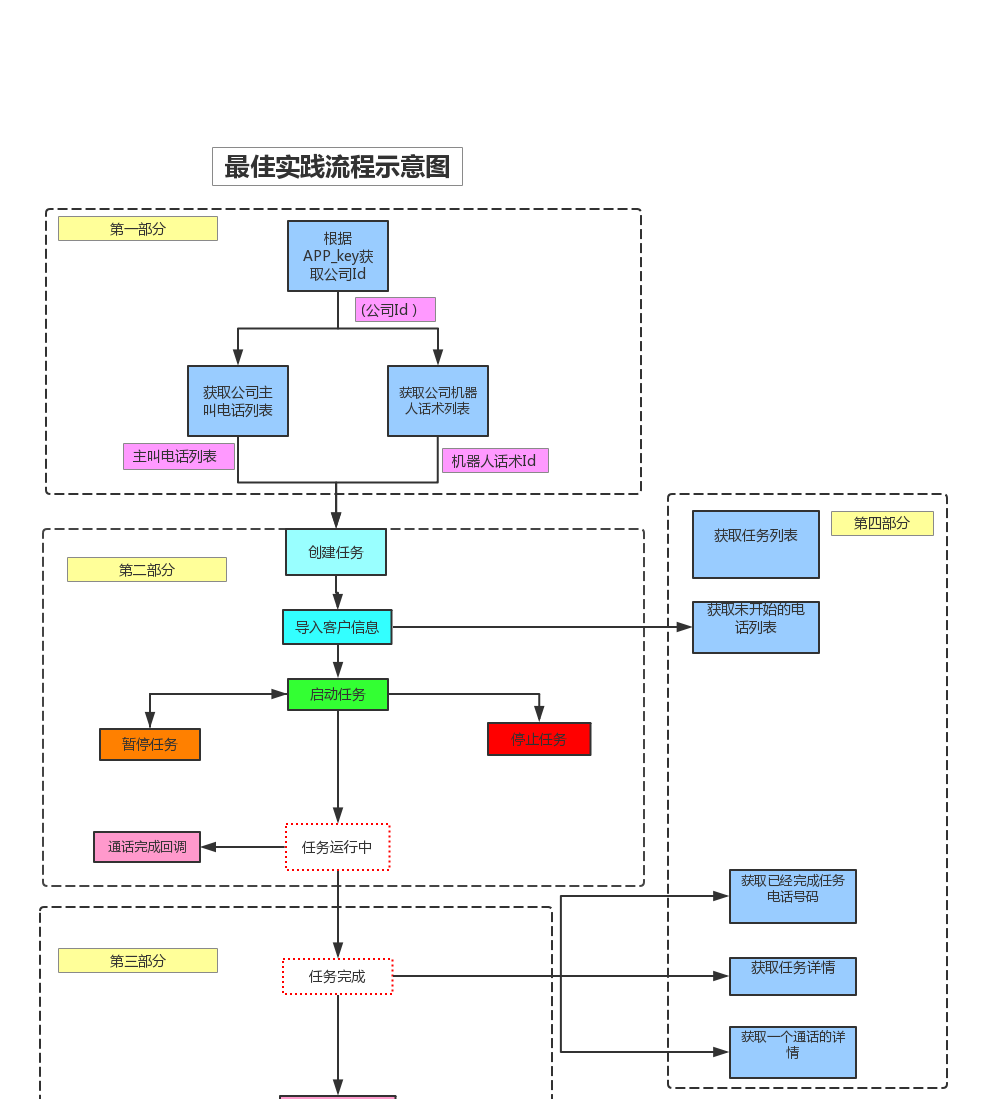 最佳实践流程示意图
第一部分
根据
APP_key获
取公司Id
(公司Id ）
获取公司主
叫电话列表
获取公司机器
人话术列表
主叫电话列表
机器人话术Id
第四部分
获取任务列表
创建任务
第二部分
导入客户信息
获取未开始的电
话列表
启动任务
暂停任务
停止任务
通话完成回调
任务运行中
获取已经完成任务
电话号码
第三部分
任务完成
获取任务详情
获取一个通话的详
情